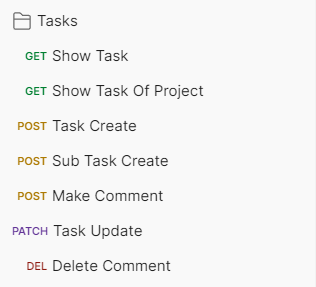 Tasks
GET Show Task
GET Show Task Of Project
POST Task Create
POST Sub Task Create
POST Make Comment
PATCH Task Update
DEL Delete Comment